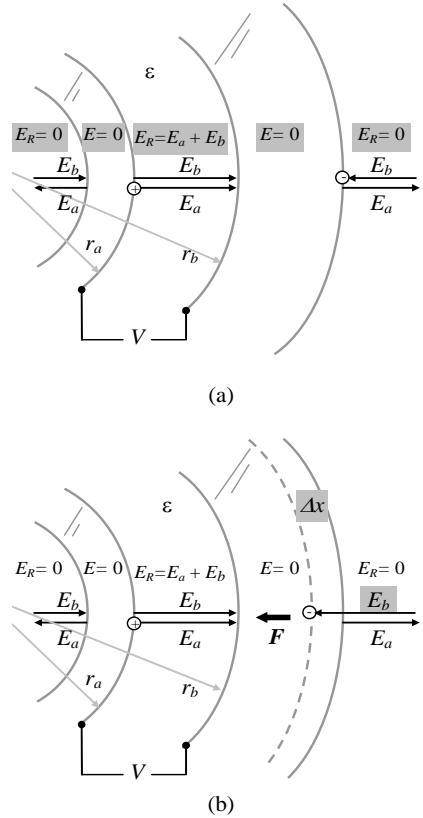 ε
E_R= 0 E= 0 E_R=E_a + E_b E= 0 E_R= 0
E_b E_b E_b
+ -
E_a E_a E_a
r_a r_b
V
(a)
Δx
ε
E_R= 0 E= 0 E_R=E_a + E_b E= 0 E_R= 0
E_b E_b - E_b
+
E_a E_a F E_a
r_a r_b
V
(b)